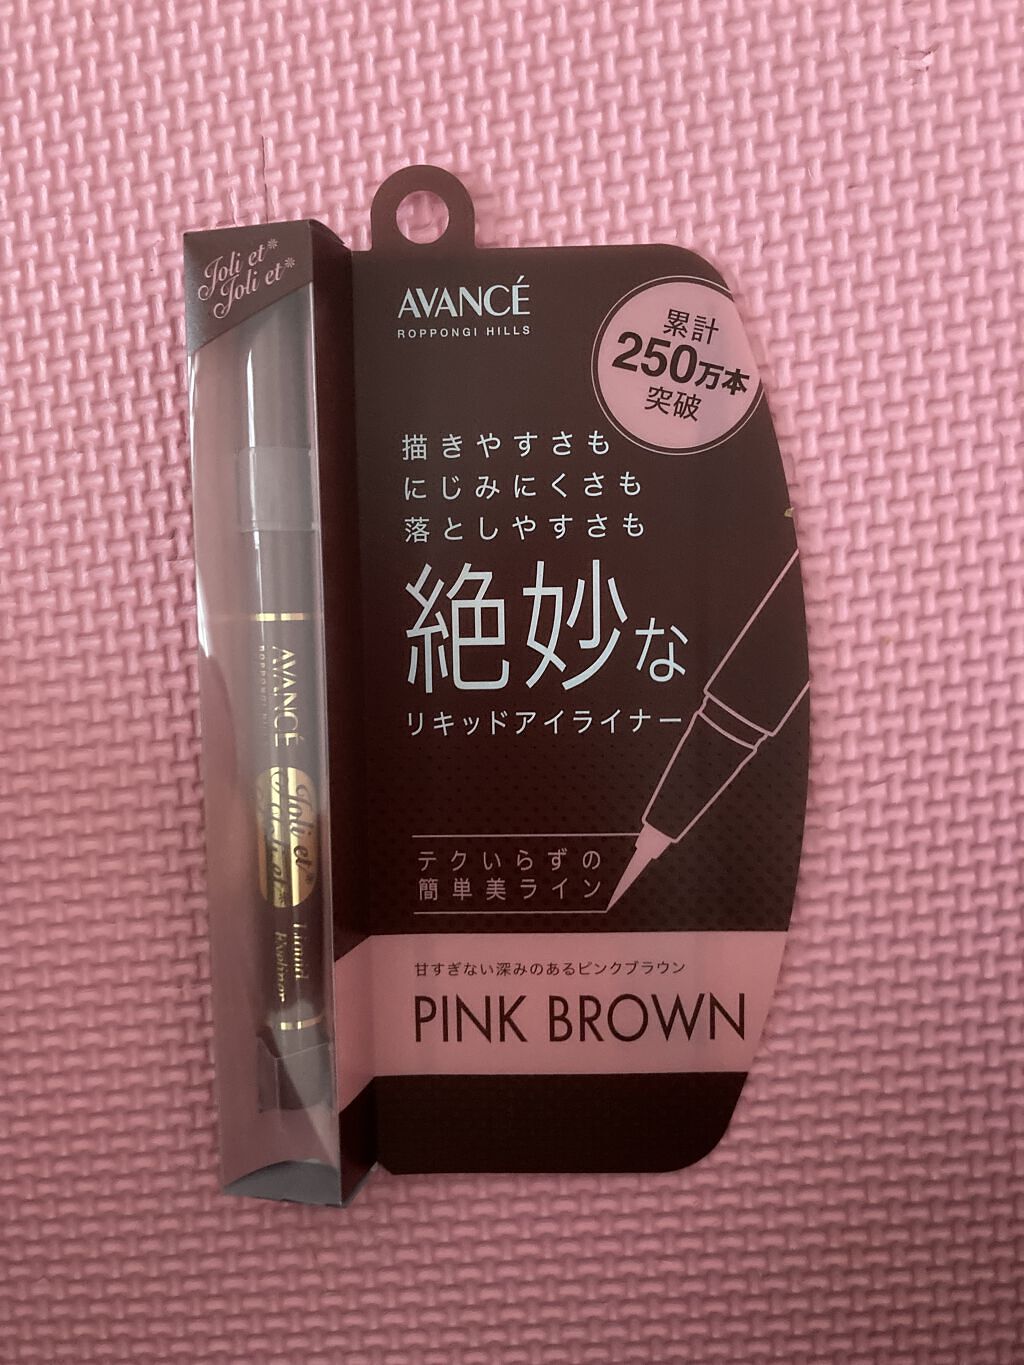 Joli et
Joli et
AVANCÉ
ROPPONGI HILLS
累計
250万本
突破
描きやすさも
にじみにくさも
落としやすさも
絶妙な
リキッドアイライナー
テクいらずの
簡単美ライン
甘すぎない深みのあるピンクブラウン
PINK BROWN
AVANCÉ
Joli et
Liquid
Eyeliner